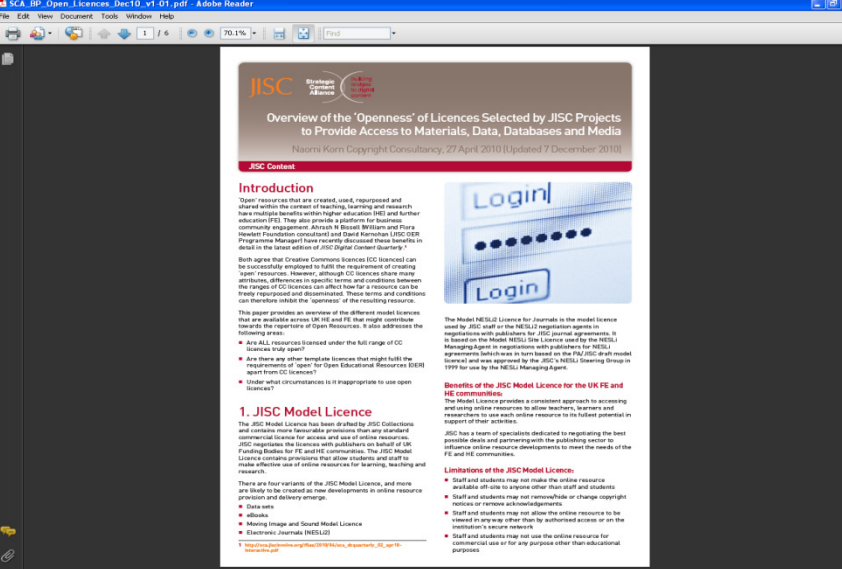 SCA_BP_Open_Licences_Dec10_v1-01.pdf - Adobe Reader
File Edit View Document Tools Window Help
1 / 6 70.1% Find
JISC
Strategic
Content
Alliance
building
bridges
to digital
content
Overview of the 'Openness' of Licences Selected by JISC Projects
to Provide Access to Materials, Data, Databases and Media
Naomi Korn Copyright Consultancy, 27 April 2010 (Updated 7 December 2010)
JISC Content
Introduction
'Open' resources that are created, used, repurposed and
shared within the context of teaching, learning and research
have multiple benefits within higher education (HE) and further
education (FE). They also provide a platform for business
community engagement. Ahrash N Bissell (William and Flora
Hewlett Foundation consultant) and David Kernohan (JISC OER
Programme Manager) have recently discussed these benefits in
detail in the latest edition of JISC Digital Content Quarterly.¹
Both agree that Creative Commons licences (CC licences) can
be successfully employed to fulfil the requirement of creating
'open' resources. However, although CC licences share many
attributes, differences in specific terms and conditions between
the ranges of CC licences can affect how far a resource can be
freely repurposed and disseminated. These terms and conditions
can therefore inhibit the 'openness' of the resulting resource.
This paper provides an overview of the different model licences
that are available across UK HE and FE that might contribute
towards the repertoire of Open Resources. It also addresses the
following areas:
Are ALL resources licensed under the full range of CC
licences truly open?
Are there any other template licences that might fulfil the
requirements of 'open' for Open Educational Resources (OER)
apart from CC licences?
Under what circumstances is it inappropriate to use open
licences?
1. JISC Model Licence
The JISC Model Licence has been drafted by JISC Collections
and contains more favourable provisions than any standard
commercial licence for access and use of online resources.
JISC negotiates the licences with publishers on behalf of UK
Funding Bodies for FE and HE communities. The JISC Model
Licence contains provisions that allow students and staff to
make effective use of online resources for learning, teaching and
research.
There are four variants of the JISC Model Licence, and more
are likely to be created as new developments in online resource
provision and delivery emerge.
Data sets
eBooks
Moving Image and Sound Model Licence
Electronic Journals (NESLi2)
Login
Login
The Model NESLi2 Licence for Journals is the model licence
used by JISC staff or the NESLi2 negotiation agents in
negotiations with publishers for JISC journal agreements. It
is based on the Model NESLi Site Licence used by the NESLi
Managing Agent in negotiations with publishers for NESLi
agreements (which was in turn based on the PA/JISC draft model
licence) and was approved by the JISC's NESLi Steering Group in
1999 for use by the NESLi Managing Agent.
Benefits of the JISC Model Licence for the UK FE and
HE communities:
The Model Licence provides a consistent approach to accessing
and using online resources to allow teachers, learners and
researchers to use each online resource to its fullest potential in
support of their activities.
JISC has a team of specialists dedicated to negotiating the best
possible deals and partnering with the publishing sector to
influence online resource developments to meet the needs of the
FE and HE communities.
Limitations of the JISC Model Licence:
Staff and students may not make the online resource
available off-site to anyone other than staff and students
Staff and students may not remove/hide or change copyright
notices or remove acknowledgements
Staff and students may not allow the online resource to be
viewed in any way other than by authorised access or on the
institution's secure network
Staff and students may not use the online resource for
commercial use or for any purpose other than educational
purposes